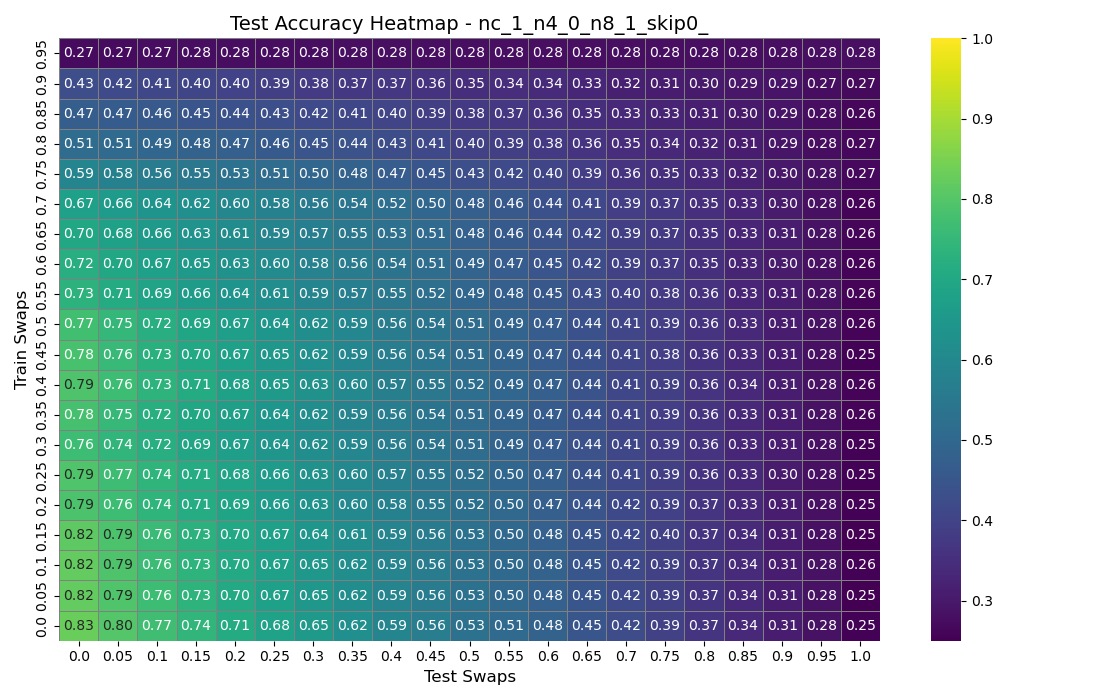 Test Accuracy Heatmap - nc_1_n4_0_n8_1_skip0_
Train Swaps
0.95 0.27 0.27 0.27 0.28 0.28 0.28 0.28 0.28 0.28 0.28 0.28 0.28 0.28 0.28 0.28 0.28 0.28 0.28 0.28 0.28 0.28
0.9 0.43 0.42 0.41 0.40 0.40 0.39 0.38 0.37 0.37 0.36 0.35 0.34 0.34 0.33 0.32 0.31 0.30 0.29 0.29 0.27 0.27
0.85 0.47 0.47 0.46 0.45 0.44 0.43 0.42 0.41 0.40 0.39 0.38 0.37 0.36 0.35 0.33 0.33 0.31 0.30 0.29 0.28 0.26
0.8 0.51 0.51 0.49 0.48 0.47 0.46 0.45 0.44 0.43 0.41 0.40 0.39 0.38 0.36 0.35 0.34 0.32 0.31 0.29 0.28 0.27
0.75 0.59 0.58 0.56 0.55 0.53 0.51 0.50 0.48 0.47 0.45 0.43 0.42 0.40 0.39 0.36 0.35 0.33 0.32 0.30 0.28 0.27
0.7 0.67 0.66 0.64 0.62 0.60 0.58 0.56 0.54 0.52 0.50 0.48 0.46 0.44 0.41 0.39 0.37 0.35 0.33 0.30 0.28 0.26
0.65 0.70 0.68 0.66 0.63 0.61 0.59 0.57 0.55 0.53 0.51 0.48 0.46 0.44 0.42 0.39 0.37 0.35 0.33 0.31 0.28 0.26
0.6 0.72 0.70 0.67 0.65 0.63 0.60 0.58 0.56 0.54 0.51 0.49 0.47 0.45 0.42 0.39 0.37 0.35 0.33 0.30 0.28 0.26
0.55 0.73 0.71 0.69 0.66 0.64 0.61 0.59 0.57 0.55 0.52 0.49 0.48 0.45 0.43 0.40 0.38 0.36 0.33 0.31 0.28 0.26
0.5 0.77 0.75 0.72 0.69 0.67 0.64 0.62 0.59 0.56 0.54 0.51 0.49 0.47 0.44 0.41 0.39 0.36 0.33 0.31 0.28 0.26
0.45 0.78 0.76 0.73 0.70 0.67 0.65 0.62 0.59 0.56 0.54 0.51 0.49 0.47 0.44 0.41 0.38 0.36 0.33 0.31 0.28 0.25
0.4 0.79 0.76 0.73 0.71 0.68 0.65 0.63 0.60 0.57 0.55 0.52 0.49 0.47 0.44 0.41 0.39 0.36 0.34 0.31 0.28 0.26
0.35 0.78 0.75 0.72 0.70 0.67 0.64 0.62 0.59 0.56 0.54 0.51 0.49 0.47 0.44 0.41 0.39 0.36 0.33 0.31 0.28 0.26
0.3 0.76 0.74 0.72 0.69 0.67 0.64 0.62 0.59 0.56 0.54 0.51 0.49 0.47 0.44 0.41 0.39 0.36 0.33 0.31 0.28 0.25
0.25 0.79 0.77 0.74 0.71 0.68 0.66 0.63 0.60 0.57 0.55 0.52 0.50 0.47 0.44 0.41 0.39 0.36 0.33 0.30 0.28 0.25
0.2 0.79 0.76 0.74 0.71 0.69 0.66 0.63 0.60 0.58 0.55 0.52 0.50 0.47 0.44 0.42 0.39 0.37 0.33 0.31 0.28 0.25
0.15 0.82 0.79 0.76 0.73 0.70 0.67 0.64 0.61 0.59 0.56 0.53 0.50 0.48 0.45 0.42 0.40 0.37 0.34 0.31 0.28 0.25
0.1 0.82 0.79 0.76 0.73 0.70 0.67 0.65 0.62 0.59 0.56 0.53 0.50 0.48 0.45 0.42 0.39 0.37 0.34 0.31 0.28 0.26
0.05 0.82 0.79 0.76 0.73 0.70 0.67 0.65 0.62 0.59 0.56 0.53 0.50 0.48 0.45 0.42 0.39 0.37 0.34 0.31 0.28 0.25
0.0 0.83 0.80 0.77 0.74 0.71 0.68 0.65 0.62 0.59 0.56 0.53 0.51 0.48 0.45 0.42 0.39 0.37 0.34 0.31 0.28 0.25
0.0 0.05 0.1 0.15 0.2 0.25 0.3 0.35 0.4 0.45 0.5 0.55 0.6 0.65 0.7 0.75 0.8 0.85 0.9 0.95 1.0
Test Swaps
1.0
0.9
0.8
0.7
0.6
0.5
0.4
0.3